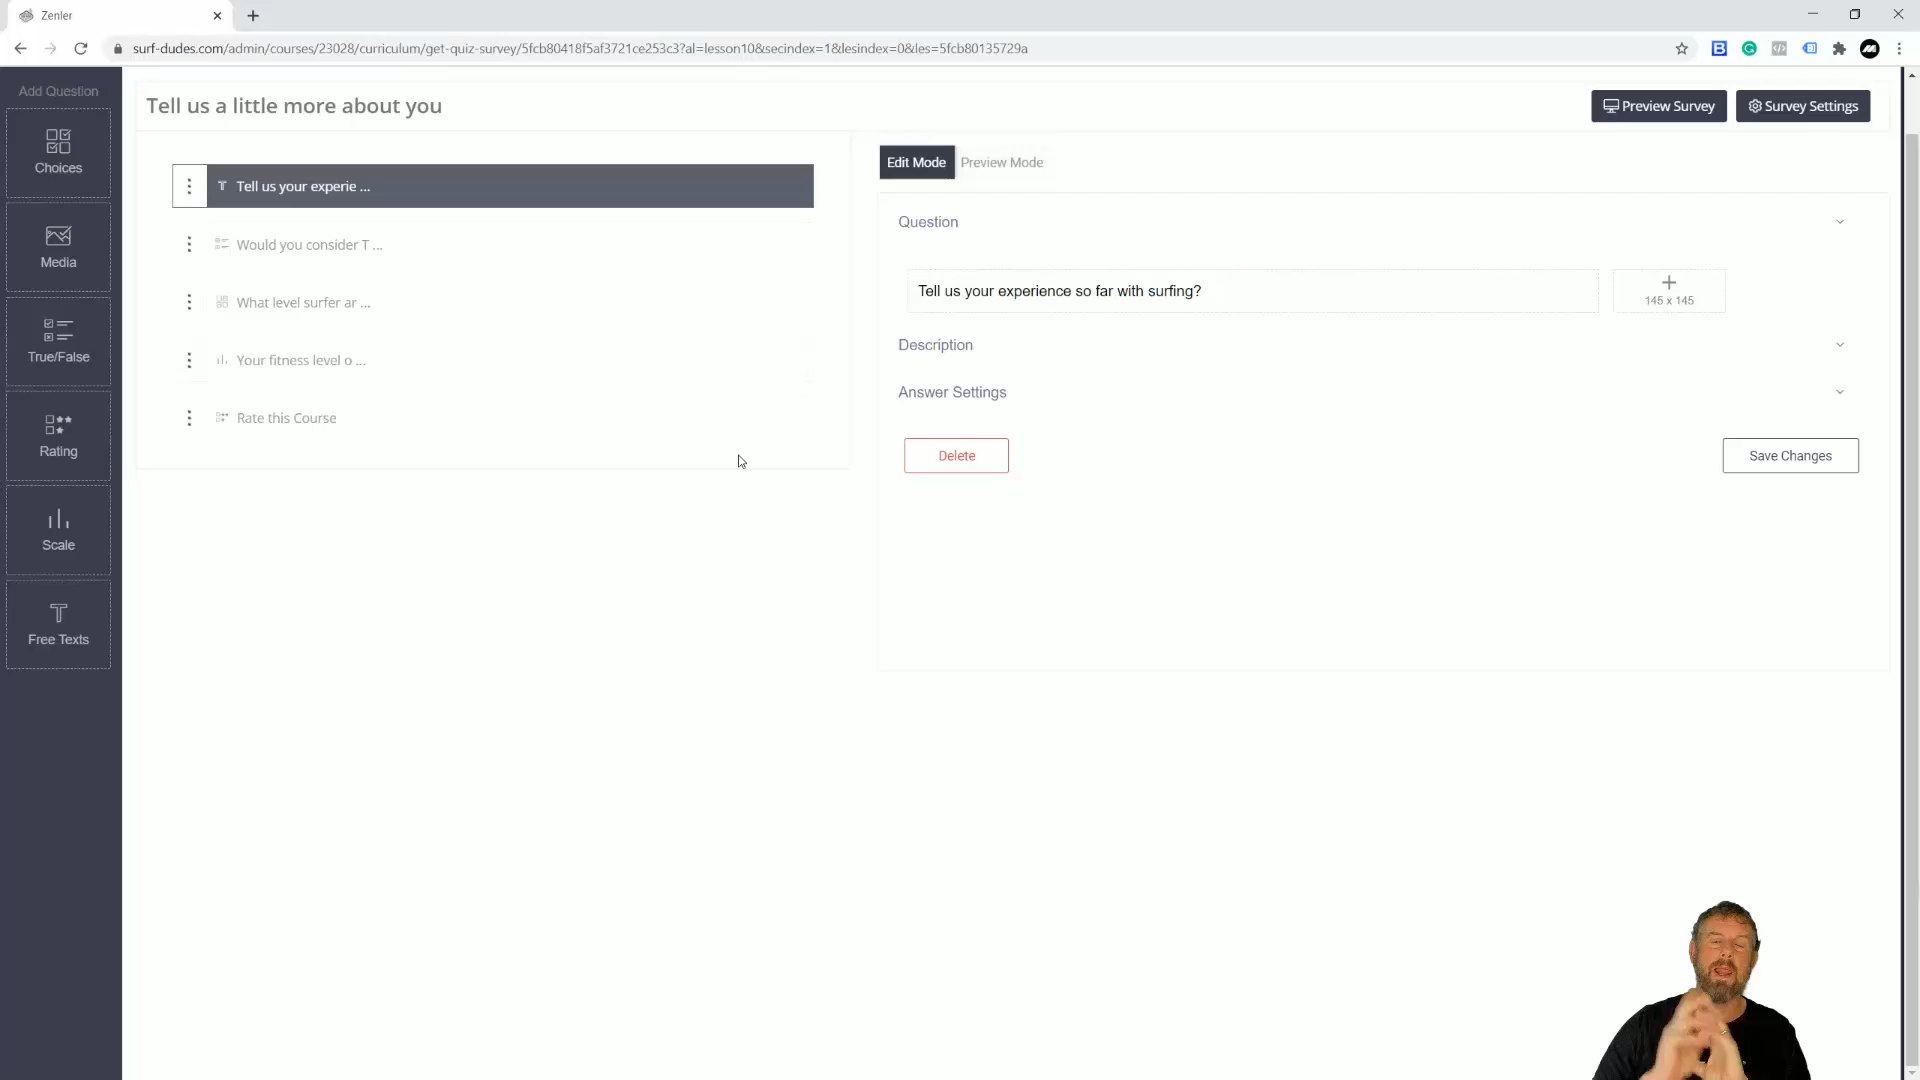 Zenler
surf-dudes.com/admin/courses/23028/curriculum/get-quiz-survey/5fcb80418f5af3721ce253c3?al=lesson10&secindex=1&lesindex=0&les=5fcb80135729a
Add Question
Choices
Media
True/False
Rating
Scale
Free Texts
Tell us a little more about you
Preview Survey
Survey Settings
Tell us your experie ...
Would you consider T ...
What level surfer ar ...
Your fitness level o ...
Rate this Course
Edit Mode
Preview Mode
Question
Tell us your experience so far with surfing?
145 x 145
Description
Answer Settings
Delete
Save Changes